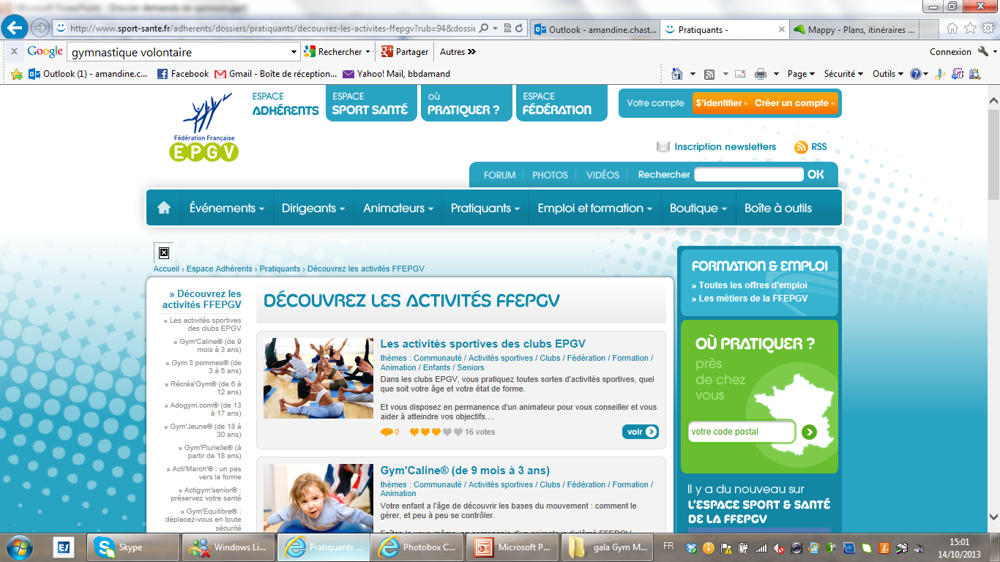 Microsoft PowerPoint - [Dossier demande de sponsors.ppt]
http://www.sport-sante.fr/adherents/dossiers/pratiquants/decouvrez-les-activites-ffepgv?rub=94&dossie
Outlook - amandine.chast...
Pratiquants -
Mappy - Plans, itinéraires ...
x Google gymnastique volontaire Rechercher Partager Autres »
Connexion
Outlook (1) - amandine.c... Facebook Gmail - Boîte de réception... Yahoo! Mail, bbdamand
Page Sécurité Outils
Fédération Française
EPGV
ESPACE
ADHÉRENTS
ESPACE
SPORT SANTÉ
OÙ
PRATIQUER ?
ESPACE
FÉDÉRATION
Votre compte S'identifier » Créer un compte »
Inscription newsletters RSS
FORUM PHOTOS VIDÉOS Rechercher OK
Événements Dirigeants Animateurs Pratiquants Emploi et formation Boutique Boîte à outils
Accueil › Espace Adhérents › Pratiquants › Découvrez les activités FFEPGV
» Découvrez les
activités FFEPGV
» Les activités sportives
des clubs EPGV
» Gym'Caline® (de 9
mois à 3 ans)
» Gym 3 pommes® (de
3 à 5 ans)
» Récréa'Gym® (de 6 à
12 ans)
» Adogym.com® (de 13
à 17 ans)
» Gym'Jeune® (de 18 à
30 ans)
» Gym'Plurielle® (à
partir de 18 ans)
» Acti'March'® : un pas
vers la forme
» Actigym'senior® :
préservez votre santé
» Gym'Equilibre® :
déplacez-vous en toute
sécurité
DÉCOUVREZ LES ACTIVITÉS FFEPGV
Les activités sportives des clubs EPGV
thèmes : Communauté / Activités sportives / Clubs / Fédération / Formation /
Animation / Enfants / Seniors
Dans les clubs EPGV, vous pratiquez toutes sortes d'activités sportives, quel
que soit votre âge et votre état de forme.
Et vous disposez en permanence d'un animateur pour vous conseiller et vous
aider à atteindre vos objectifs....
0 16 votes voir
Gym'Caline® (de 9 mois à 3 ans)
thèmes : Communauté / Activités sportives / Clubs / Fédération / Formation /
Animation
Votre enfant a l'âge de découvrir les bases du mouvement : comment le
gérer, et peu à peu se contrôler.
FORMATION & EMPLOI
» Toutes les offres d'emploi
» Les métiers de la FFEPGV
OÙ PRATIQUER ?
près
de chez
vous
votre code postal
Il y a du nouveau sur
L'ESPACE SPORT & SANTÉ
DE LA FFEPGV
Skype Windows Li... Pratiquants ... Photobox C... Microsoft P... gala Gym M... FR
15:01
14/10/2013